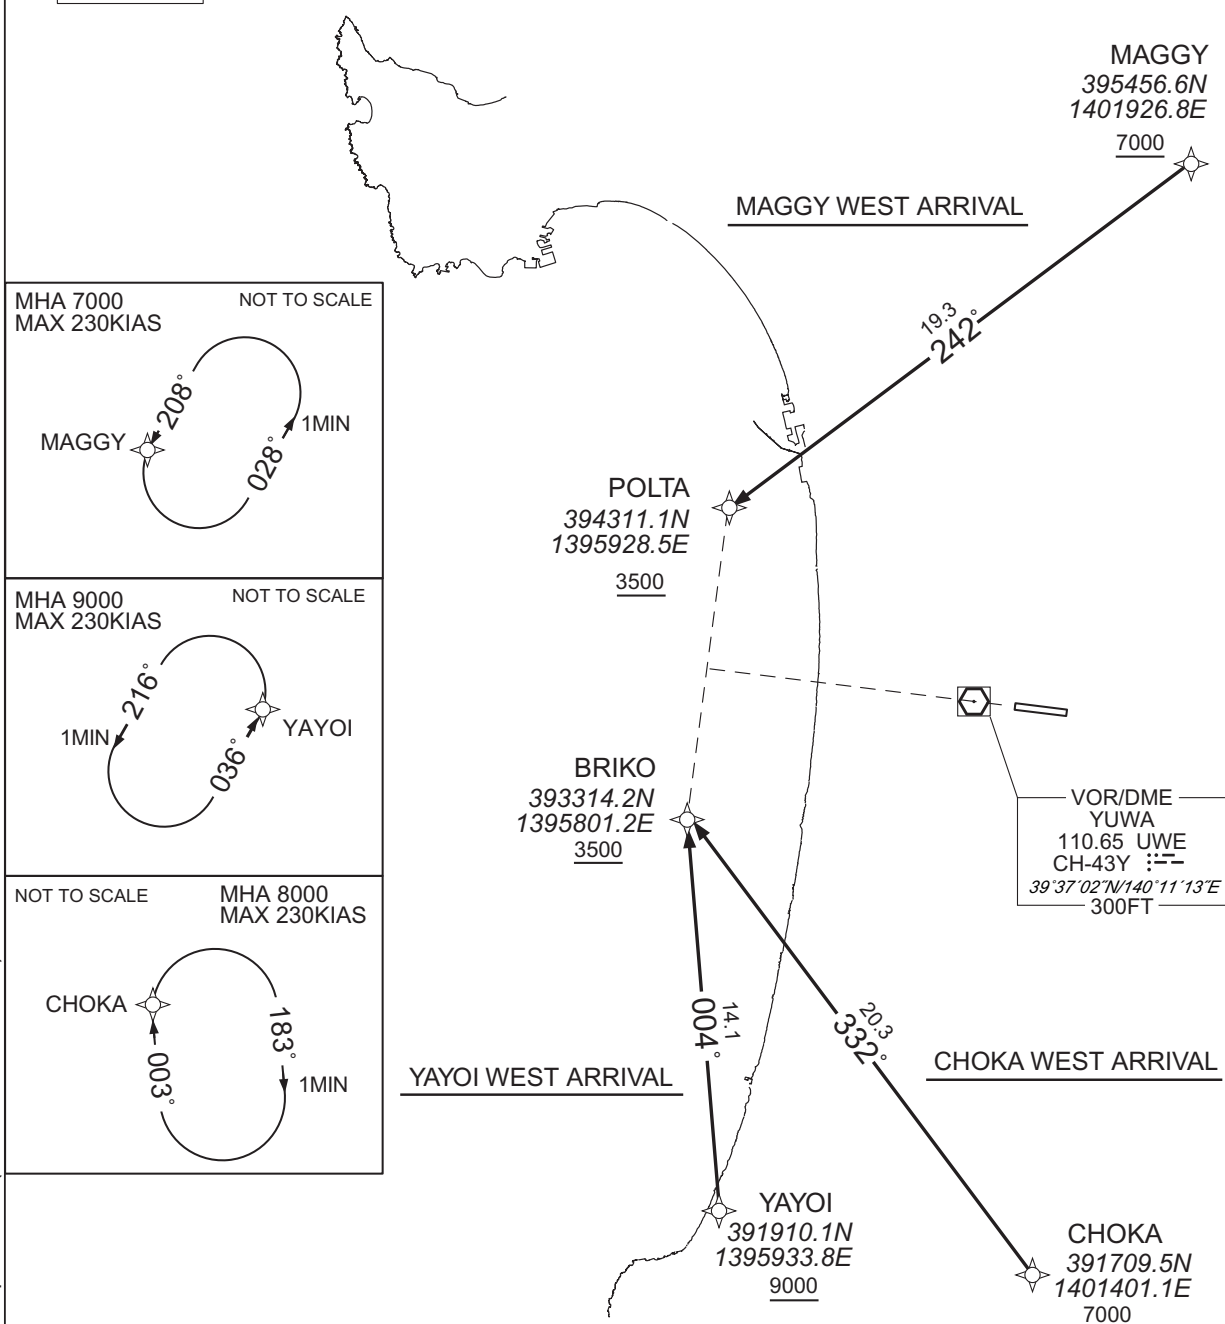 MAGGY
395456.6N
1401926.8E
7000
MAGGY WEST ARRIVAL
19.3
242°
MHA 7000
MAX 230KIAS
NOT TO SCALE
208°
MAGGY
1MIN
028°
POLTA
394311.1N
1395928.5E
3500
MHA 9000
MAX 230KIAS
NOT TO SCALE
216°
1MIN
YAYOI
036°
BRIKO
393314.2N
1395801.2E
3500
VOR/DME
YUWA
110.65 UWE
CH-43Y
39°37´02˝N/140°11´13˝E
300FT
NOT TO SCALE
MHA 8000
MAX 230KIAS
CHOKA
183°
003°
1MIN
14.1
004°
20.3
332°
YAYOI WEST ARRIVAL
CHOKA WEST ARRIVAL
YAYOI
391910.1N
1395933.8E
9000
CHOKA
391709.5N
1401401.1E
7000